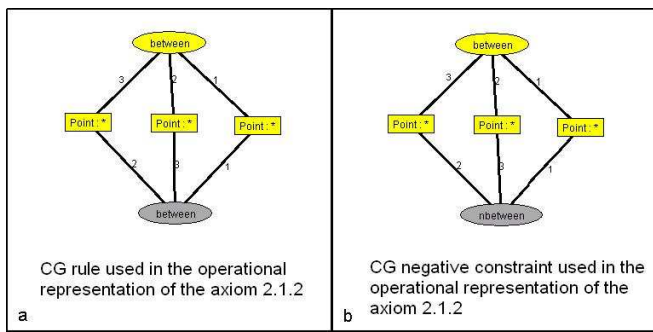 between
3 2 1
Point : * Point : * Point : *
2 3 1
between
CG rule used in the operational
representation of the axiom 2.1.2
a
between
3 2 1
Point : * Point : * Point : *
2 3 1
nbetween
CG negative constraint used in the
operational representation of the
axiom 2.1.2
b